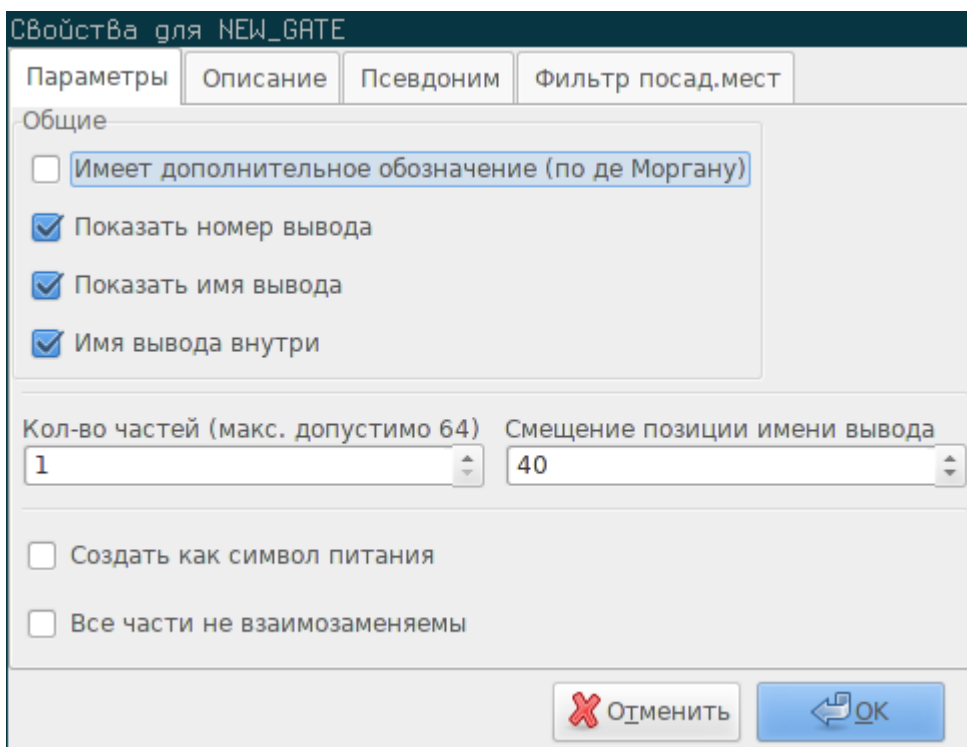 Свойства для NEW_GATE
Параметры Описание Псевдоним Фильтр посад.мест
Общие
Имеет дополнительное обозначение (по де Моргану)
Показать номер вывода
Показать имя вывода
Имя вывода внутри
Кол-во частей (макс. допустимо 64) Смещение позиции имени вывода
1 40
Создать как символ питания
Все части не взаимозаменяемы
Отменить OK